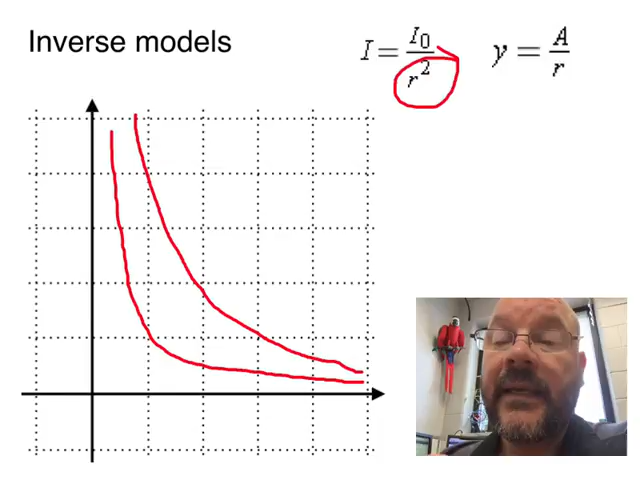 Inverse models
I = I₀ / r²
y = A / r